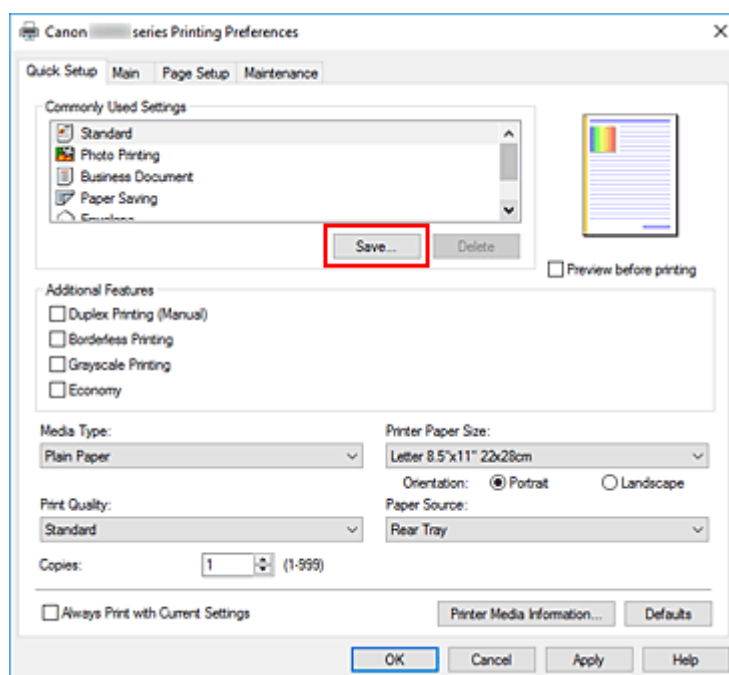 Canon series Printing Preferences
Quick Setup Main Page Setup Maintenance
Commonly Used Settings
Standard
Photo Printing
Business Document
Paper Saving
Save... Delete
Preview before printing
Additional Features
Duplex Printing (Manual)
Borderless Printing
Grayscale Printing
Economy
Media Type: Printer Paper Size:
Plain Paper Letter 8.5"x11" 22x28cm
Orientation: Portrait Landscape
Print Quality: Paper Source:
Standard Rear Tray
Copies: 1 (1-999)
Always Print with Current Settings Printer Media Information... Defaults
OK Cancel Apply Help